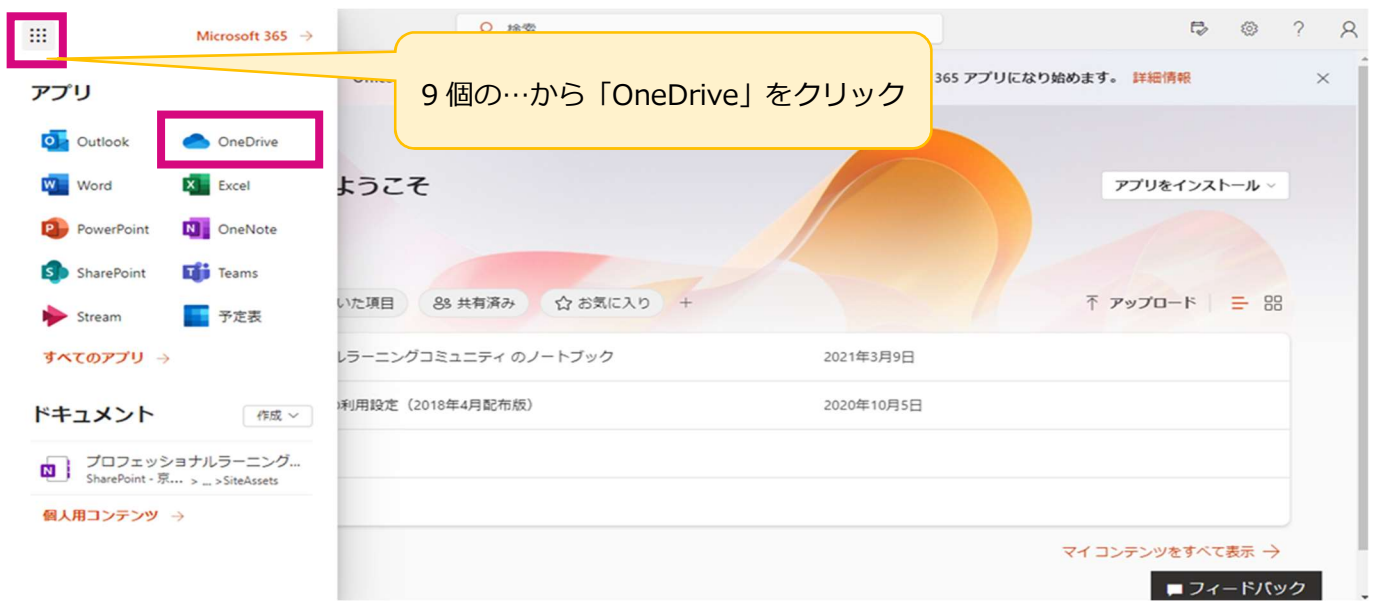 Microsoft 365 →
検索
?
9個の…から「OneDrive」をクリック
365 アプリになり始めます。 詳細情報
アプリ
Outlook
OneDrive
Word
Excel
PowerPoint
OneNote
SharePoint
Teams
Stream
予定表
すべてのアプリ →
ドキュメント
作成
プロフェッショナルラーニング...
SharePoint - 京... > ... >SiteAssets
個人用コンテンツ →
ようこそ
アプリをインストール
いた項目
共有済み
お気に入り
+
アップロード
ルラーニングコミュニティ のノートブック
2021年3月9日
利用設定（2018年4月配布版）
2020年10月5日
マイ コンテンツをすべて表示 →
フィードバック